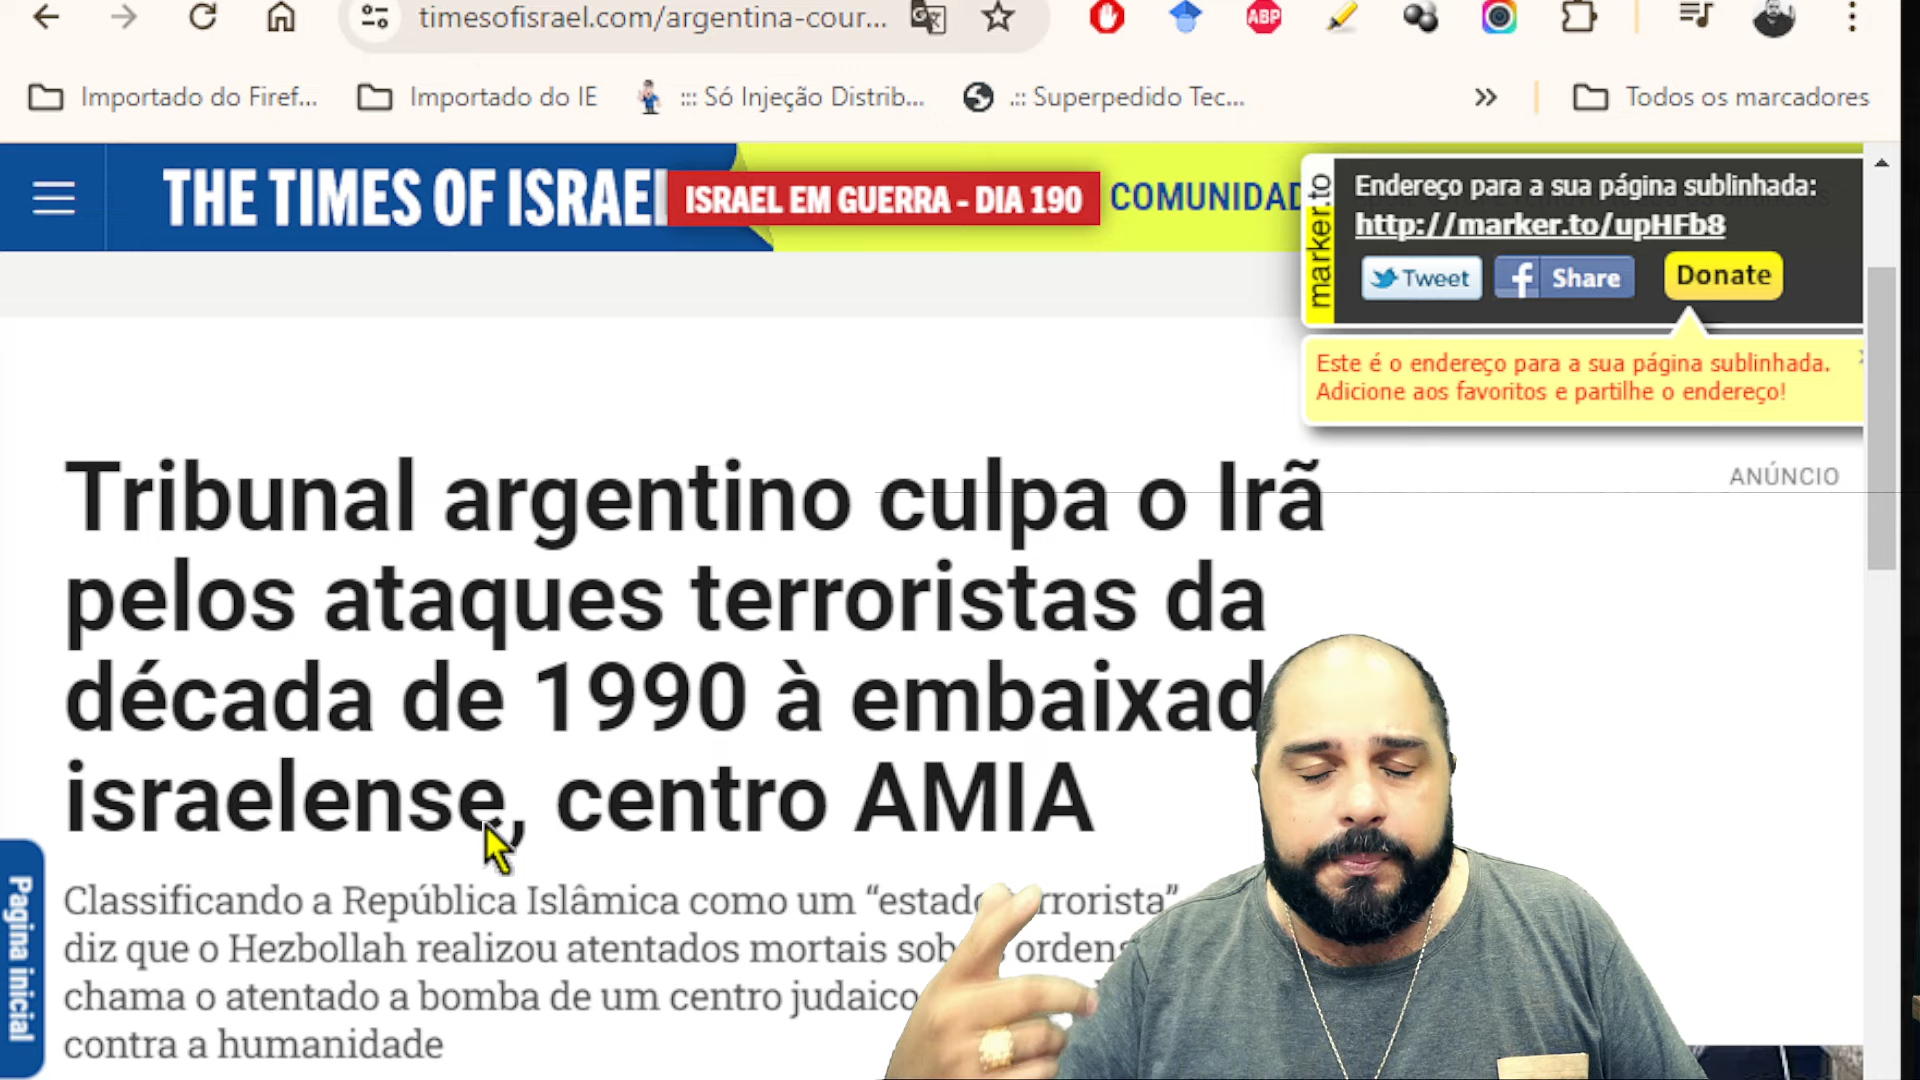 timesofisrael.com/argentina-cour...
ABP
Importado do Firef...
Importado do IE
::: Só Injeção Distrib...
.:: Superpedido Tec...
»
Todos os marcadores
THE TIMES OF ISRAEL
ISRAEL EM GUERRA - DIA 190
COMUNIDAD
marker.to
Endereço para a sua página sublinhada:
http://marker.to/upHFb8
Tweet
Share
Donate
Este é o endereço para a sua página sublinhada.
Adicione aos favoritos e partilhe o endereço!
ANÚNCIO
Tribunal argentino culpa o Irã
pelos ataques terroristas da
década de 1990 à embaixad
israelense, centro AMIA
Classificando a República Islâmica como um “estado terrorista”
diz que o Hezbollah realizou atentados mortais sob ordens
chama o atentado a bomba de um centro judaico
contra a humanidade
Pagina inicial